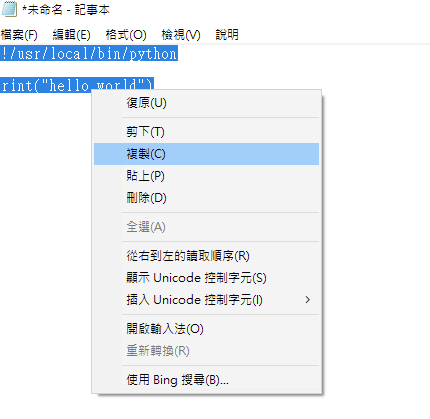 *未命名 - 記事本
檔案(F) 編輯(E) 格式(O) 檢視(V) 說明
!/usr/local/bin/python
rint("hello world")
復原(U)
剪下(T)
複製(C)
貼上(P)
刪除(D)
全選(A)
從右到左的讀取順序(R)
顯示 Unicode 控制字元(S)
插入 Unicode 控制字元(I)
開啟輸入法(O)
重新轉換(R)
使用 Bing 搜尋(B)...